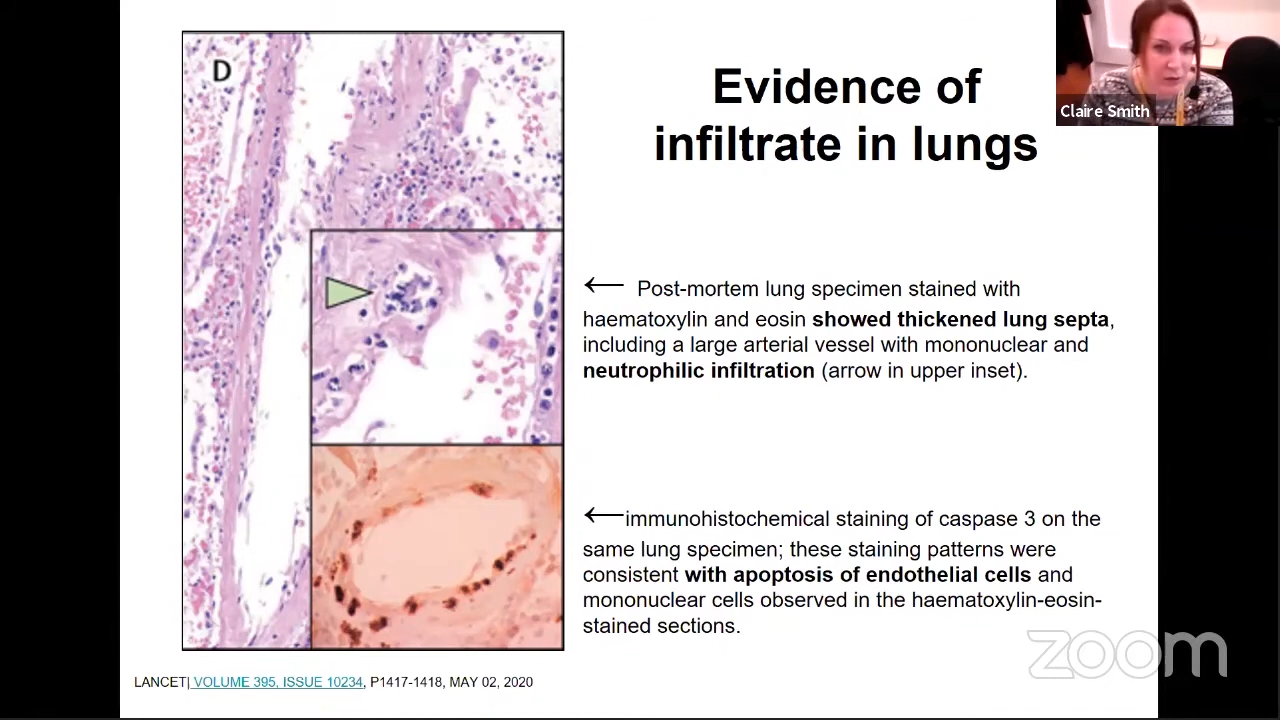 D
Evidence of
infiltrate in lungs
Claire Smith
← Post-mortem lung specimen stained with
haematoxylin and eosin showed thickened lung septa,
including a large arterial vessel with mononuclear and
neutrophilic infiltration (arrow in upper inset).
←immunohistochemical staining of caspase 3 on the
same lung specimen; these staining patterns were
consistent with apoptosis of endothelial cells and
mononuclear cells observed in the haematoxylin-eosin-
stained sections.
zoom
LANCET| VOLUME 395, ISSUE 10234, P1417-1418, MAY 02, 2020